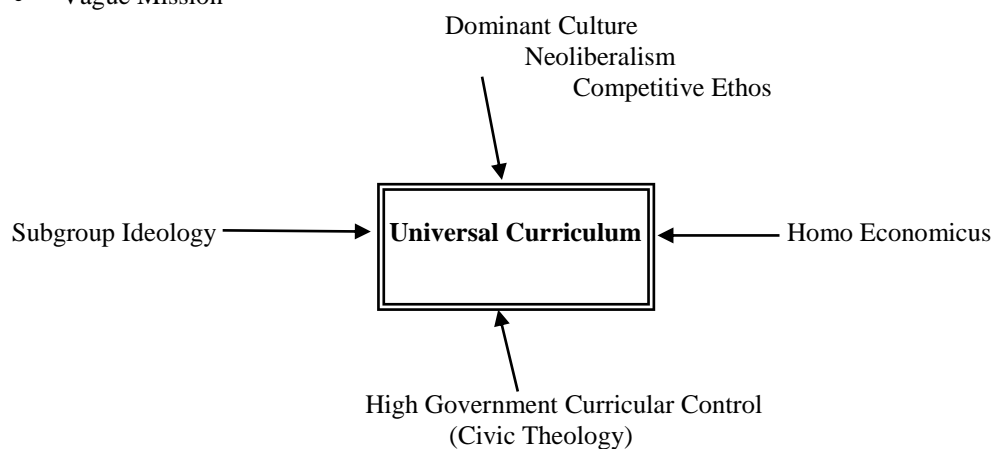 • Vague Mission
Dominant Culture
Neoliberalism
Competitive Ethos
Subgroup Ideology
Universal Curriculum
Homo Economicus
High Government Curricular Control
(Civic Theology)